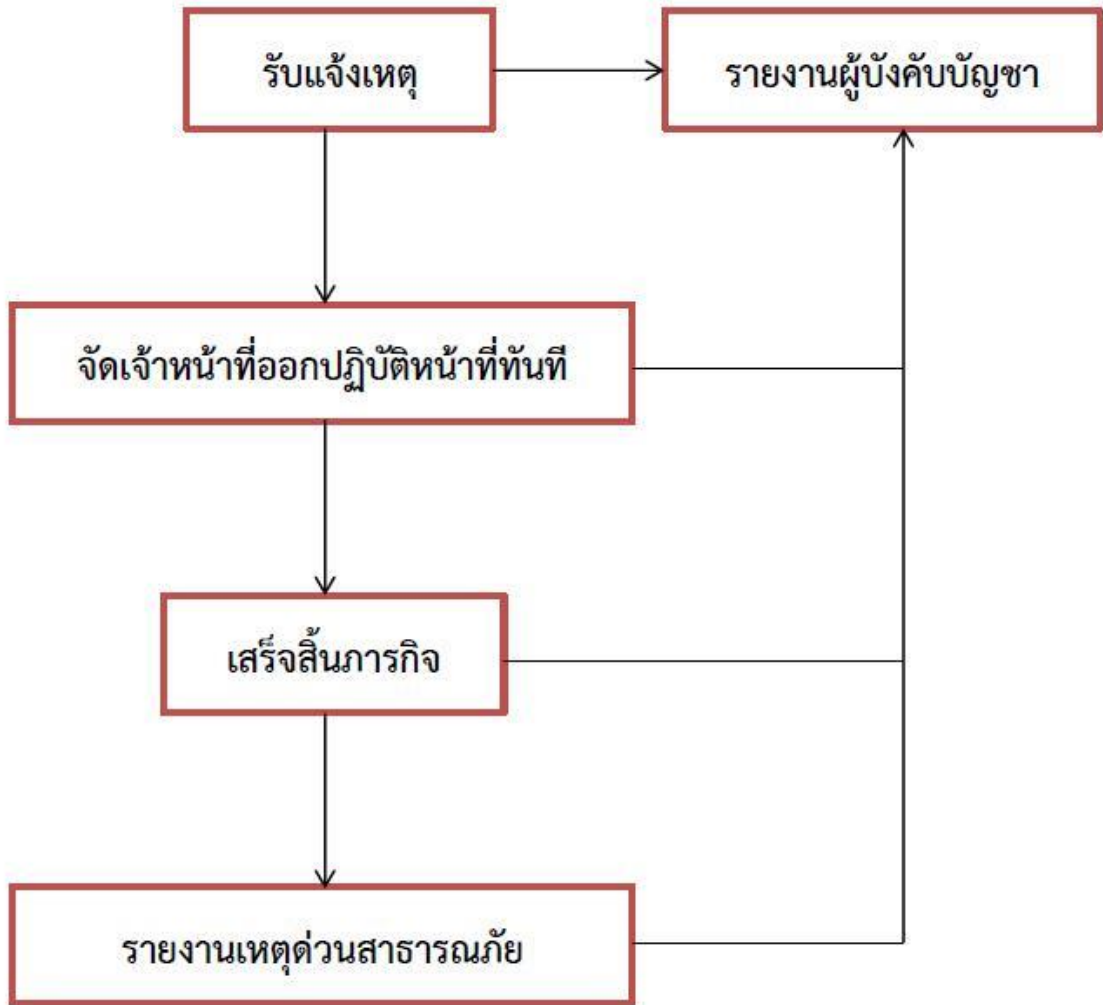 รับแจ้งเหตุ
รายงานผู้บังคับบัญชา
จัดเจ้าหน้าที่ออกปฏิบัติหน้าที่ทันที
เสร็จสิ้นภารกิจ
รายงานเหตุด่วนสาธารณภัย